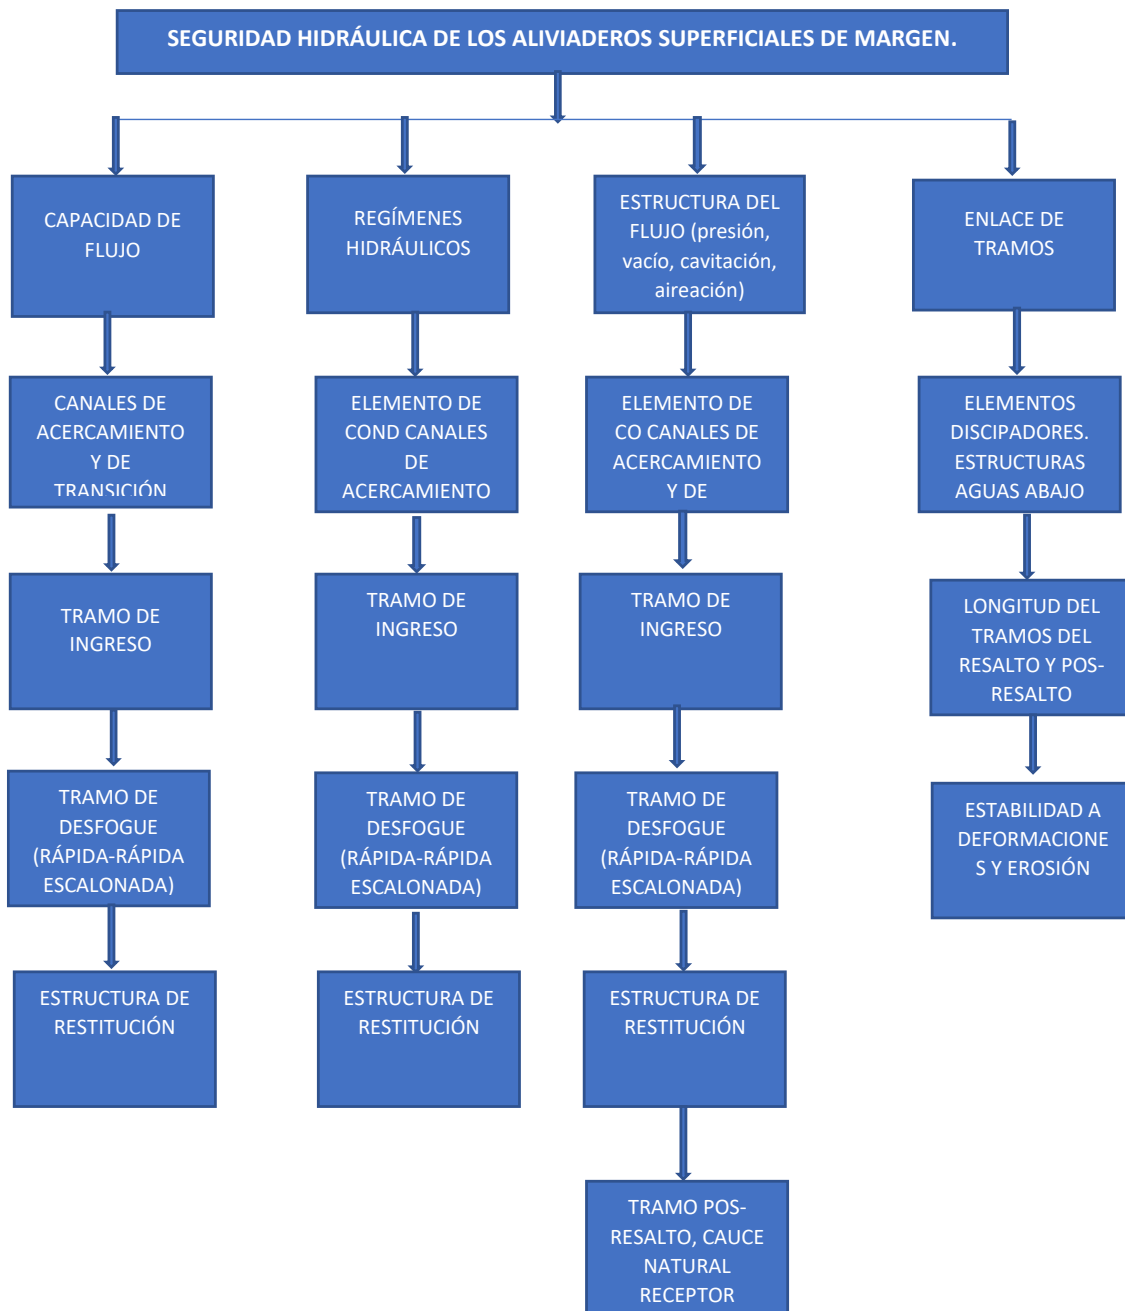 SEGURIDAD HIDRÁULICA DE LOS ALIVIADEROS SUPERFICIALES DE MARGEN.
CAPACIDAD DE
FLUJO
REGÍMENES
HIDRÁULICOS
ESTRUCTURA DEL
FLUJO (presión,
vacío, cavitación,
aireación)
ENLACE DE
TRAMOS
CANALES DE
ACERCAMIENTO
Y DE
TRANSICIÓN
ELEMENTO DE
COND CANALES
DE
ACERCAMIENTO
ELEMENTO DE
CO CANALES DE
ACERCAMIENTO
Y DE
ELEMENTOS
DISCIPADORES.
ESTRUCTURAS
AGUAS ABAJO
TRAMO DE
INGRESO
TRAMO DE
INGRESO
TRAMO DE
INGRESO
LONGITUD DEL
TRAMOS DEL
RESALTO Y POS-
RESALTO
TRAMO DE
DESFOGUE
(RÁPIDA-RÁPIDA
ESCALONADA)
TRAMO DE
DESFOGUE
(RÁPIDA-RÁPIDA
ESCALONADA)
TRAMO DE
DESFOGUE
(RÁPIDA-RÁPIDA
ESCALONADA)
ESTABILIDAD A
DEFORMACIONE
S Y EROSIÓN
ESTRUCTURA DE
RESTITUCIÓN
ESTRUCTURA DE
RESTITUCIÓN
ESTRUCTURA DE
RESTITUCIÓN
TRAMO POS-
RESALTO, CAUCE
NATURAL
RECEPTOR